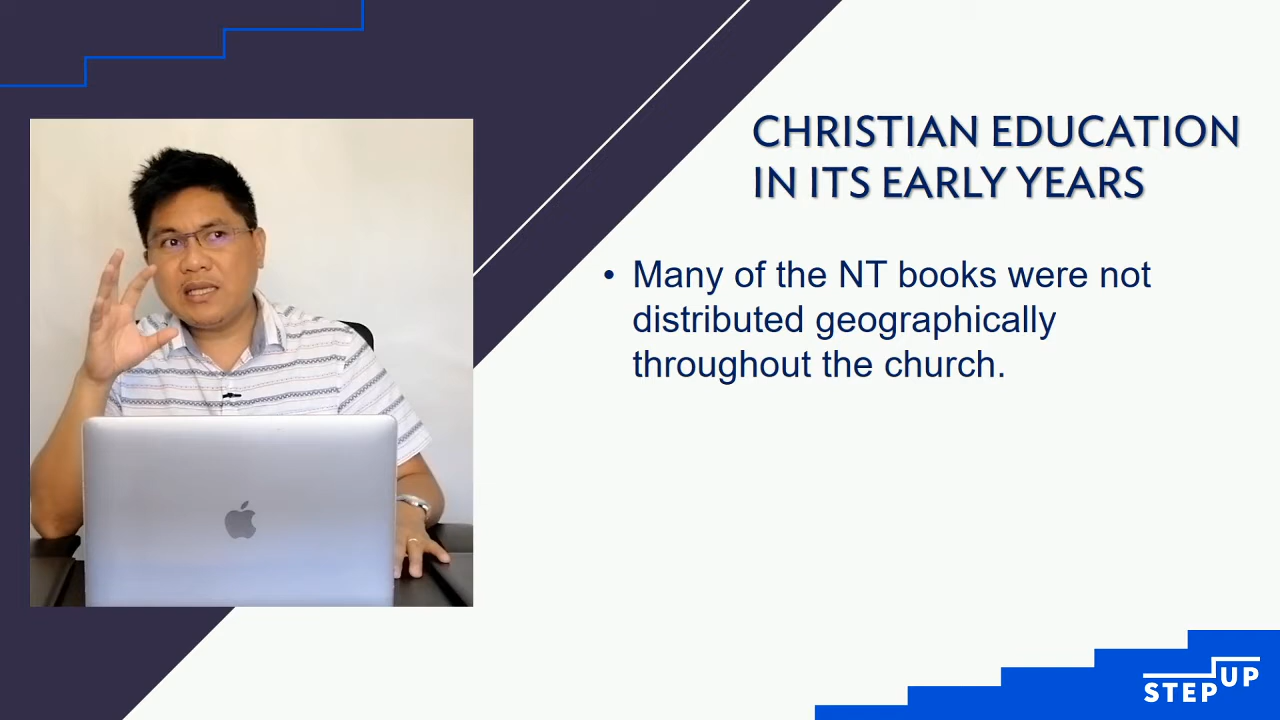 CHRISTIAN EDUCATION
IN ITS EARLY YEARS
• Many of the NT books were not
distributed geographically
throughout the church.
STEP UP